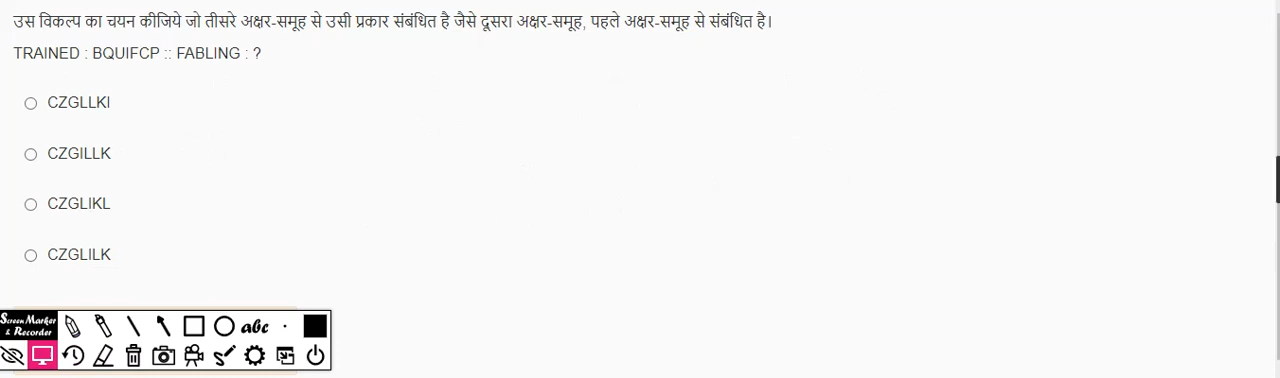 उस विकल्प का चयन कीजिये जो तीसरे अक्षर-समूह से उसी प्रकार संबंधित है जैसे दूसरा अक्षर-समूह, पहले अक्षर-समूह से संबंधित है।
TRAINED : BQUIFCP :: FABLING : ?
CZGLLKI
CZGILLK
CZGLIKL
CZGLILK
Screen Marker
& Recorder
abc